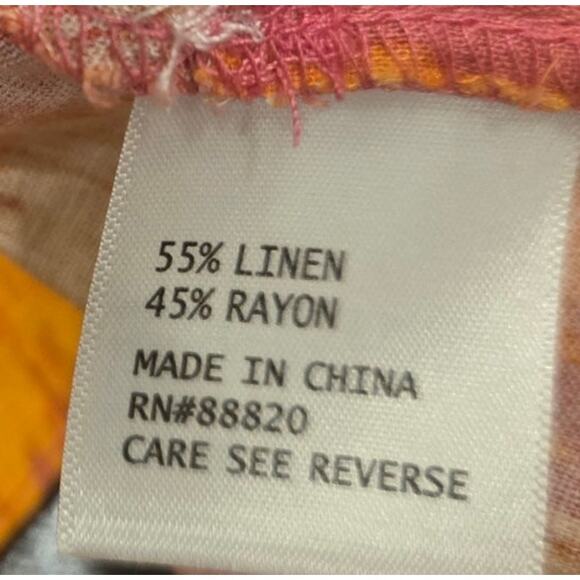 55% LINEN
45% RAYON
MADE IN CHINA
RN#88820
CARE SEE REVERSE